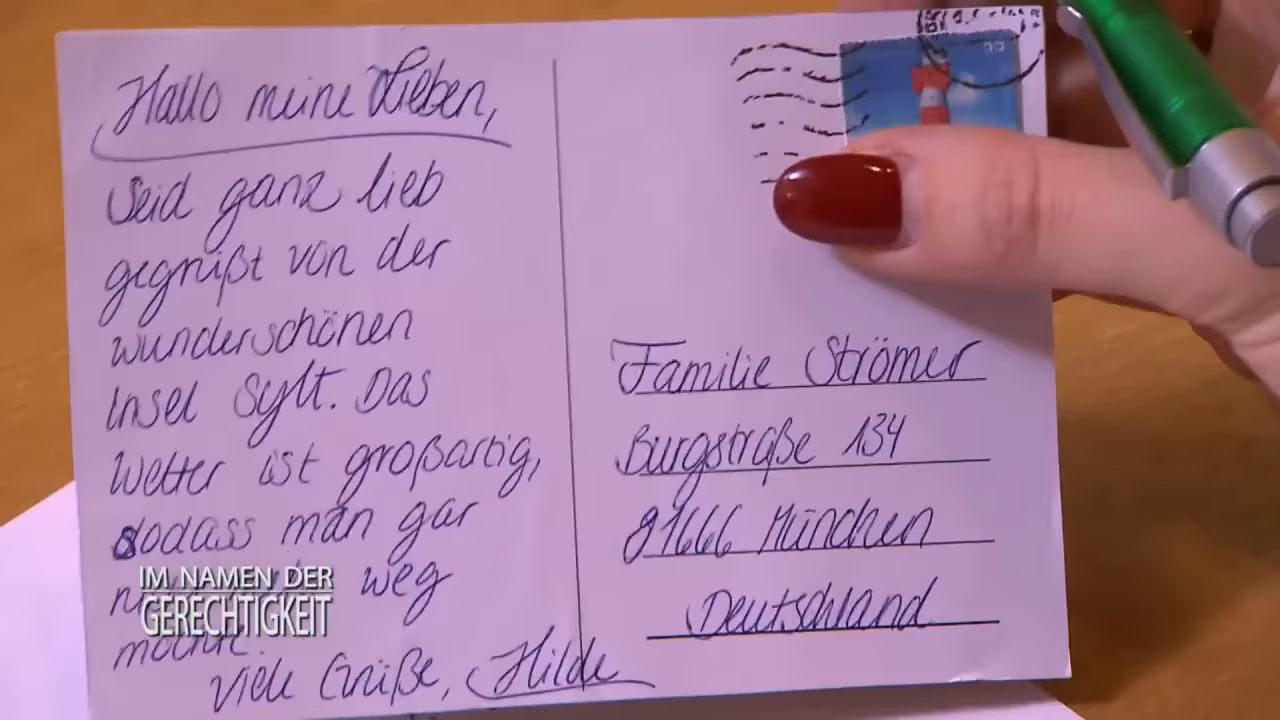 Hallo meine Lieben,
Seid ganz lieb
gegrüßt von der
wunderschönen
Insel Sylt. Das
Wetter ist großartig,
sodass man gar
weg
möchte.
Viele Grüße, Hilde
Familie Strömer
Burgstraße 134
81666 München
Deutschland
IM NAMEN DER
GERECHTIGKEIT